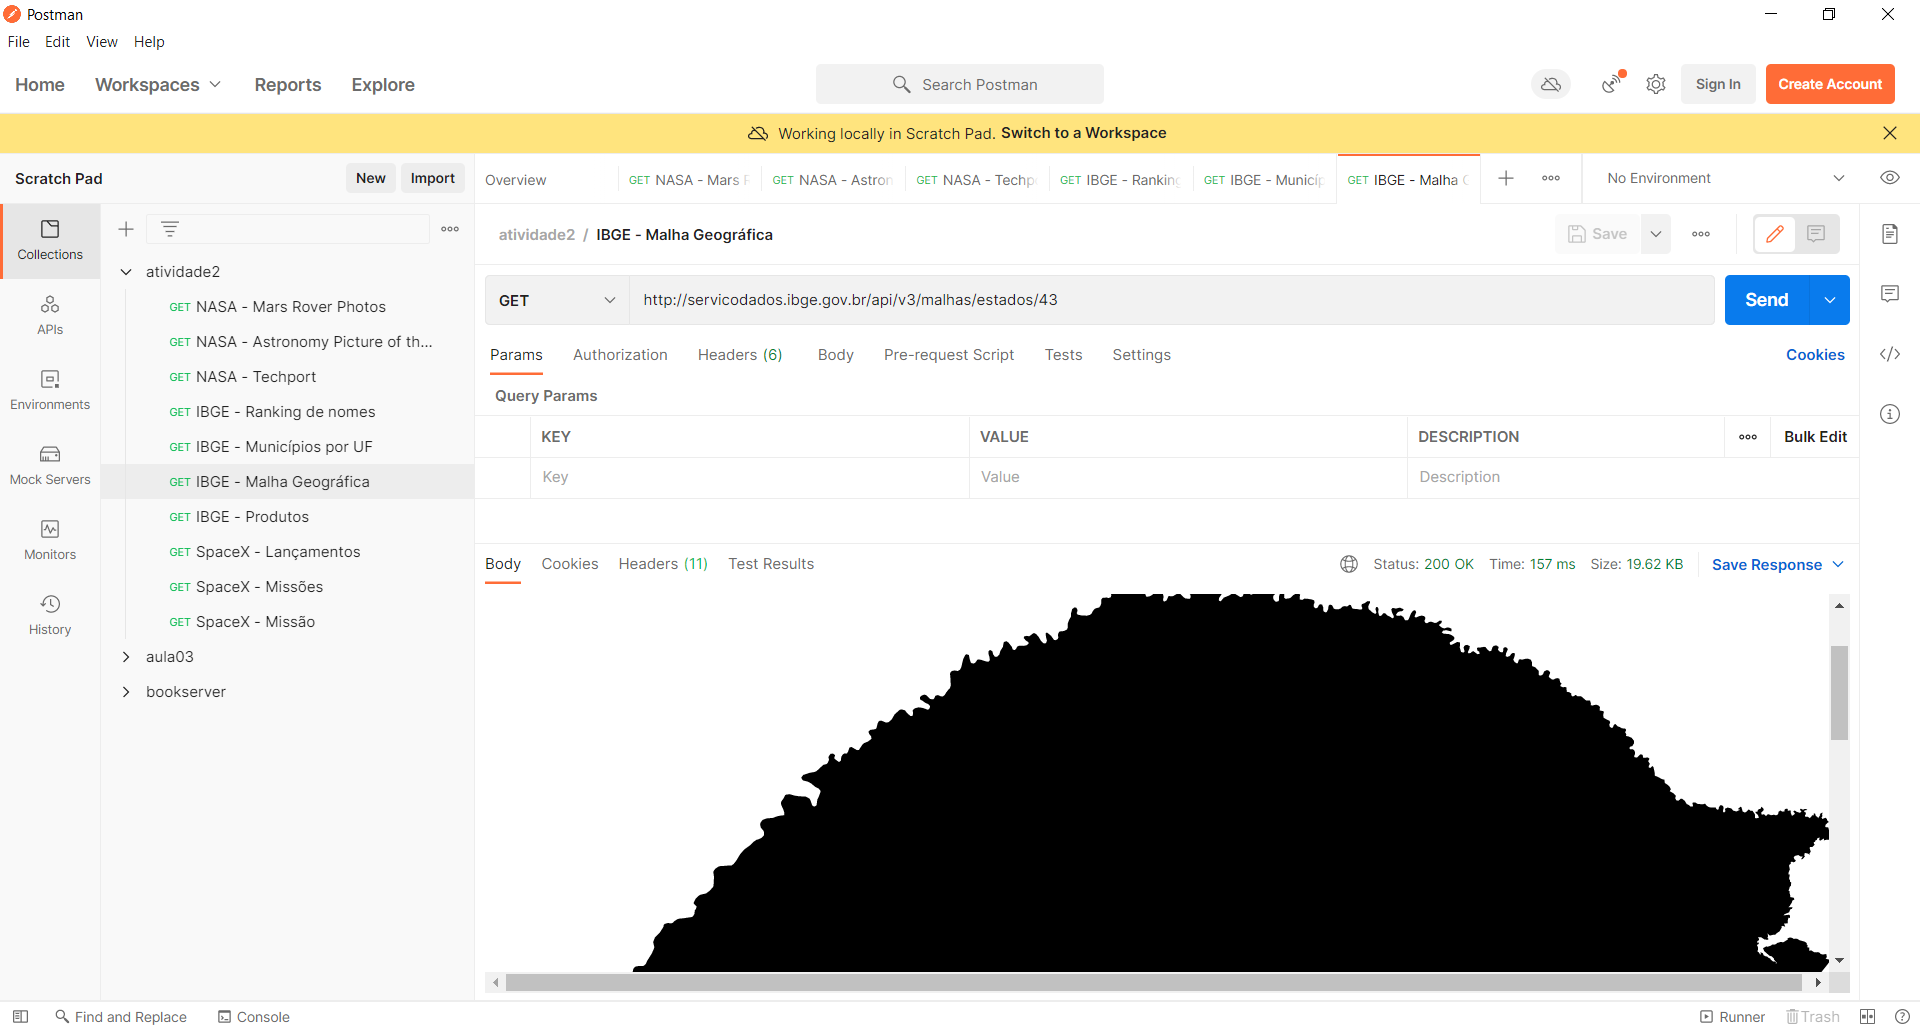 Postman
File Edit View Help
Home Workspaces Reports Explore Search Postman Sign In Create Account
Working locally in Scratch Pad. Switch to a Workspace
Scratch Pad New Import
Overview GET NASA - Mars GET NASA - Astron GET NASA - Techp GET IBGE - Ranking GET IBGE - Municíp GET IBGE - Malha No Environment
Collections
APIs
Environments
Mock Servers
Monitors
History
atividade2
GET NASA - Mars Rover Photos
GET NASA - Astronomy Picture of th...
GET NASA - Techport
GET IBGE - Ranking de nomes
GET IBGE - Municípios por UF
GET IBGE - Malha Geográfica
GET IBGE - Produtos
GET SpaceX - Lançamentos
GET SpaceX - Missões
GET SpaceX - Missão
aula03
bookserver
atividade2 / IBGE - Malha Geográfica Save
GET http://servicodados.ibge.gov.br/api/v3/malhas/estados/43 Send
Params Authorization Headers (6) Body Pre-request Script Tests Settings Cookies
Query Params
KEY VALUE DESCRIPTION Bulk Edit
Key Value Description
Body Cookies Headers (11) Test Results Status: 200 OK Time: 157 ms Size: 19.62 KB Save Response
Find and Replace Console Runner Trash